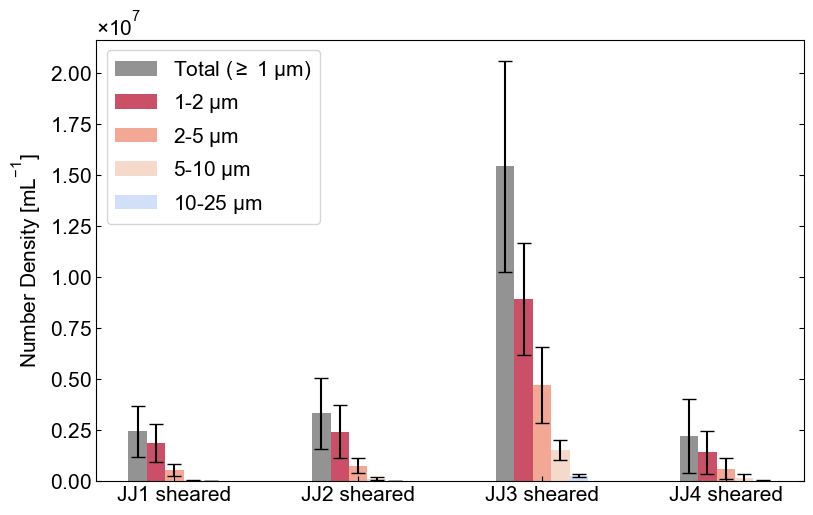 ×10⁷
2.00
1.75
1.50
1.25
1.00
0.75
0.50
0.25
0.00
Number Density [mL⁻¹]
Total (≥ 1 µm)
1-2 µm
2-5 µm
5-10 µm
10-25 µm
JJ1 sheared
JJ2 sheared
JJ3 sheared
JJ4 sheared